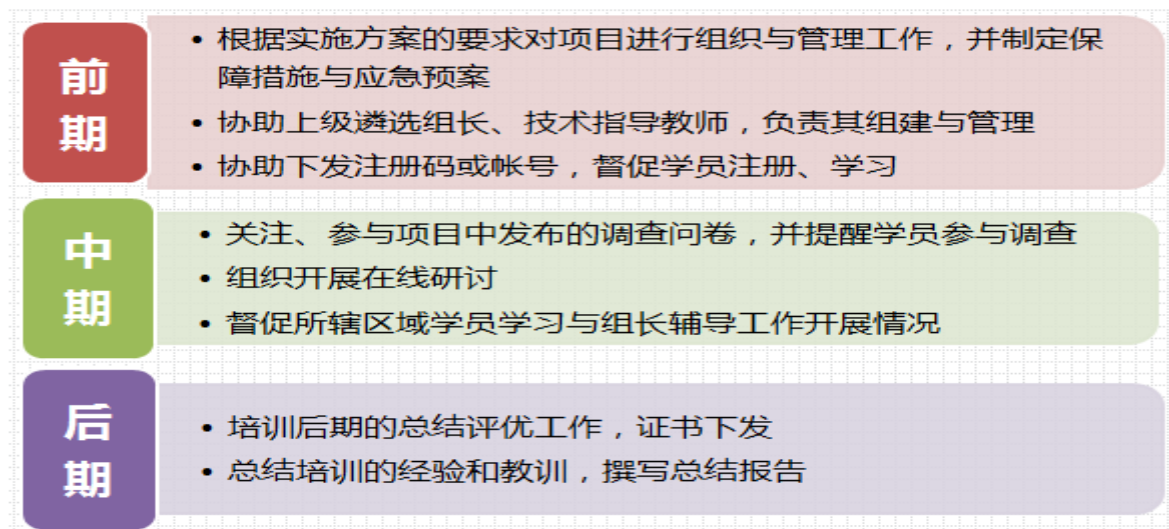 前期
• 根据实施方案的要求对项目进行组织与管理工作，并制定保
障措施与应急预案
• 协助上级遴选组长、技术指导教师，负责其组建与管理
• 协助下发注册码或帐号，督促学员注册、学习
中期
• 关注、参与项目中发布的调查问卷，并提醒学员参与调查
• 组织开展在线研讨
• 督促所辖区域学员学习与组长辅导工作开展情况
后期
• 培训后期的总结评优工作，证书下发
• 总结培训的经验和教训，撰写总结报告